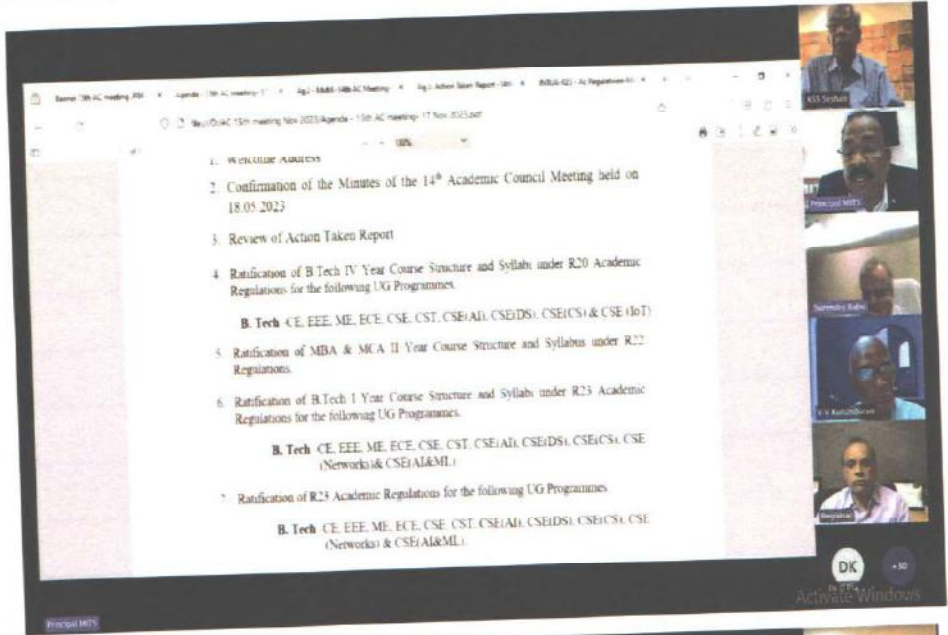 1. Welcome Address
2. Confirmation of the Minutes of the 14th Academic Council Meeting held on
18.05.2023
3. Review of Action Taken Report
4. Ratification of B.Tech IV Year Course Structure and Syllabi under R20 Academic
Regulations for the following UG Programmes.
B. Tech -CE, EEE, ME, ECE, CSE, CST, CSE(AI), CSE(DS), CSE(CS) & CSE (IoT)
5. Ratification of MBA & MCA II Year Course Structure and Syllabus under R22
Regulations.
6. Ratification of B.Tech I Year Course Structure and Syllabi under R23 Academic
Regulations for the following UG Programmes.
B. Tech CE, EEE, ME, ECE, CSE, CST, CSE(AI), CSE(DS), CSE(CS), CSE
(Networks)& CSE(AI&ML)
7. Ratification of R23 Academic Regulations for the following UG Programmes
B. Tech CE, EEE, ME, ECE, CSE, CST, CSE(AI), CSE(DS), CSE(CS), CSE
(Networks) & CSE(AI&ML).
KSS Seshan
Principal MITS
Surendra Babu
DK
+30
Activate Windows
Principal MITS